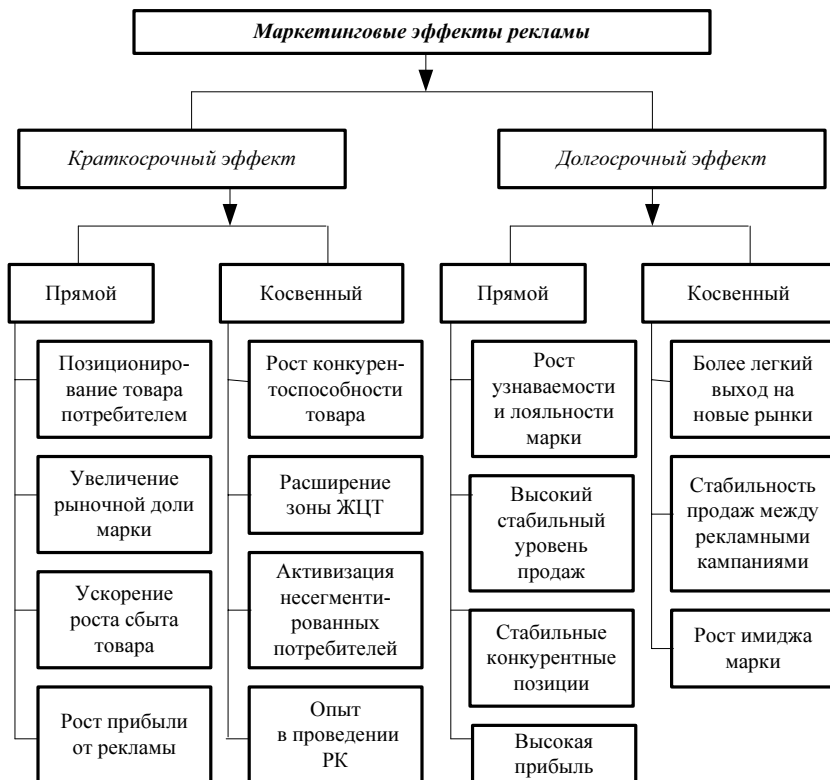 Маркетинговые эффекты рекламы
Краткосрочный эффект
Долгосрочный эффект
Прямой
Косвенный
Прямой
Косвенный
Позициониро-
вание товара
потребителем
Увеличение
рыночной доли
марки
Ускорение
роста сбыта
товара
Рост прибыли
от рекламы
Рост конкурен-
тоспособности
товара
Расширение
зоны ЖЦТ
Активизация
несегменти-
рованных
потребителей
Опыт
в проведении
РК
Рост
узнаваемости
и лояльности
марки
Высокий
стабильный
уровень
продаж
Стабильные
конкурентные
позиции
Высокая
прибыль
Более легкий
выход на
новые рынки
Стабильность
продаж между
рекламными
кампаниями
Рост имиджа
марки